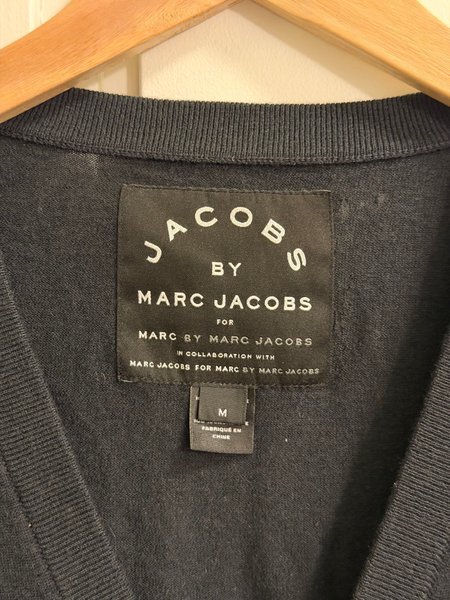 JACOBS
BY
MARC JACOBS
FOR
MARC BY MARC JACOBS
IN COLLABORATION WITH
MARC JACOBS FOR MARC BY MARC JACOBS
M
FABRIQUÉ EN
CHINE